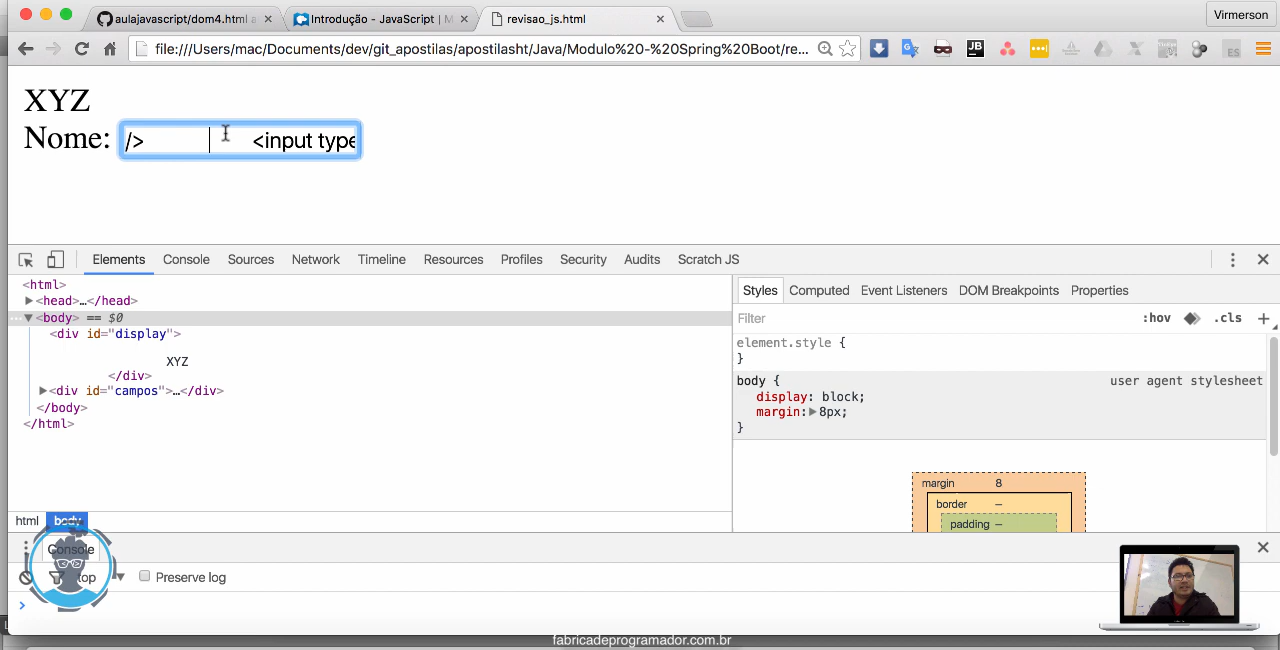 aulajavascript/dom4.html a
Introdução - JavaScript | M
revisao_js.html
Virmerson
file:///Users/mac/Documents/dev/git_apostilas/apostilasht/Java/Modulo%20-%20Spring%20Boot/re...
JB
ES
XYZ
Nome: /> <input type
Elements Console Sources Network Timeline Profiles Security Audits Scratch JS
<html>
<head>…</head>
<body> == $0
<div id="display">
XYZ
</div>
<div id="campos">…</div>
</body>
</html>
html body
Styles Computed Event Listeners DOM Breakpoints Properties
Filter :hov .cls +
element.style {
}
body { user agent stylesheet
display: block;
margin: 8px;
}
margin 8
border –
padding –
Console
top Preserve log
>
fabricadeprogramador.com.br